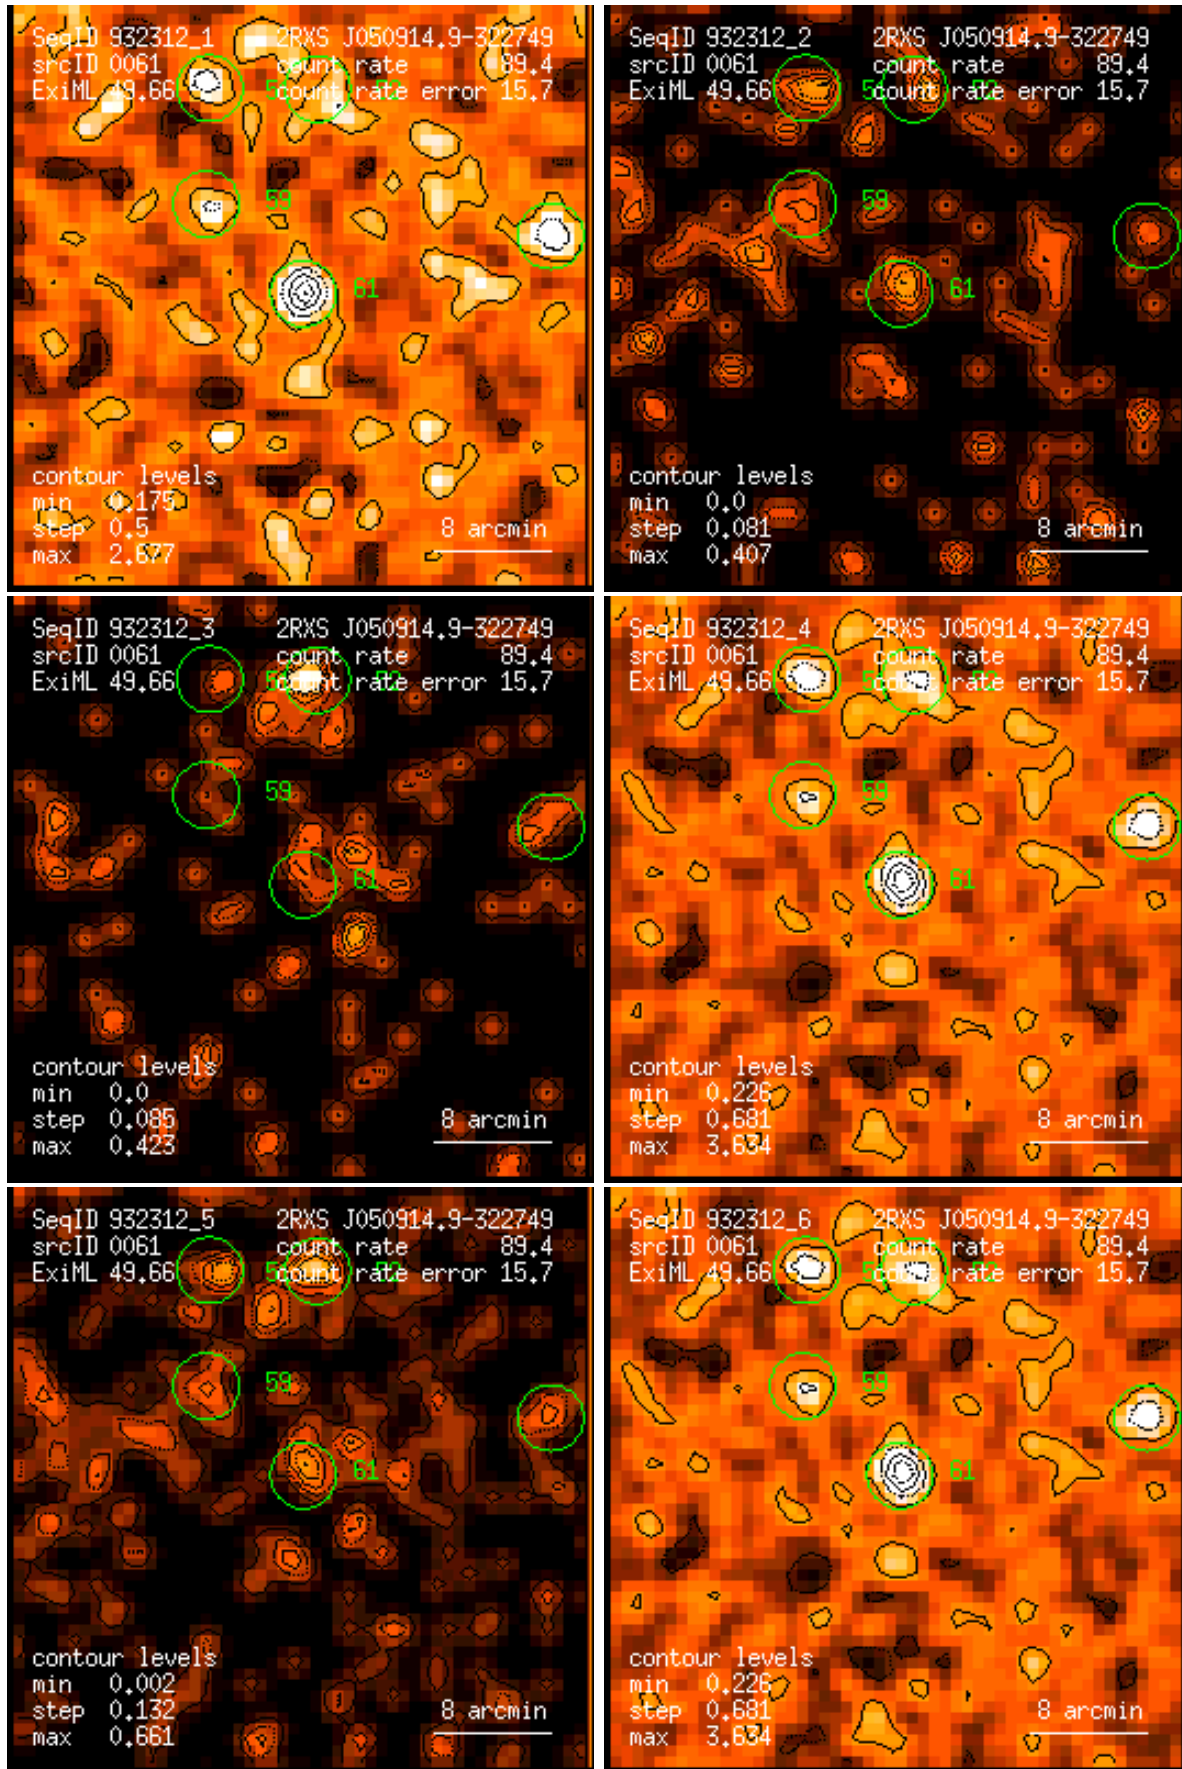 SeqID 932312_1 2RXS J050914.9-322749
srcID 0061 count rate 89.4
ExiML 49.66 count rate error 15.7
59
61
contour levels
min 0.175
step 0.5
max 2.677
8 arcmin
SeqID 932312_2 2RXS J050914.9-322749
srcID 0061 count rate 89.4
ExiML 49.66 count rate error 15.7
59
61
contour levels
min 0.0
step 0.081
max 0.407
8 arcmin
SeqID 932312_3 2RXS J050914.9-322749
srcID 0061 count rate 89.4
ExiML 49.66 count rate error 15.7
59
61
contour levels
min 0.0
step 0.085
max 0.423
8 arcmin
SeqID 932312_4 2RXS J050914.9-322749
srcID 0061 count rate 89.4
ExiML 49.66 count rate error 15.7
59
61
contour levels
min 0.226
step 0.681
max 3.634
8 arcmin
SeqID 932312_5 2RXS J050914.9-322749
srcID 0061 count rate 89.4
ExiML 49.66 count rate error 15.7
59
61
contour levels
min 0.002
step 0.132
max 0.661
8 arcmin
SeqID 932312_6 2RXS J050914.9-322749
srcID 0061 count rate 89.4
ExiML 49.66 count rate error 15.7
59
61
contour levels
min 0.226
step 0.681
max 3.634
8 arcmin